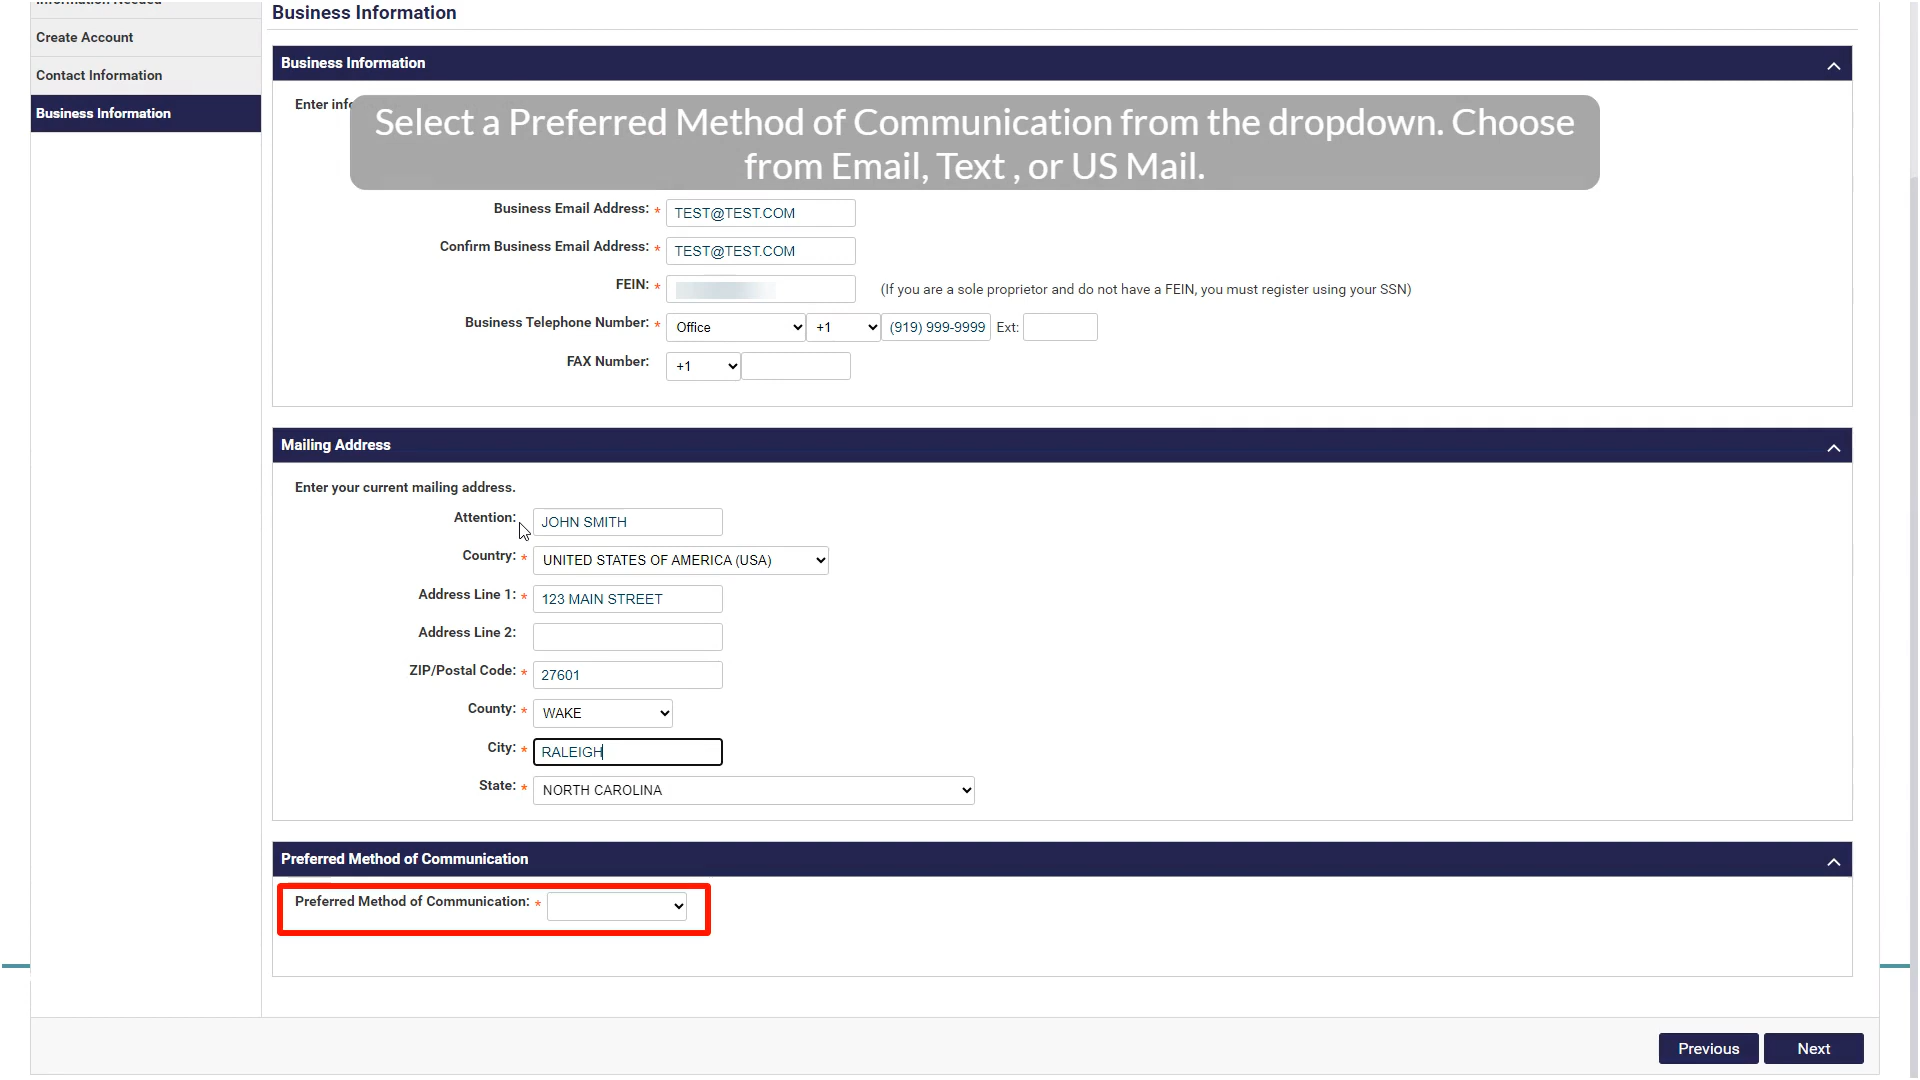 Business Information
Create Account
Contact Information
Business Information
Business Information
Enter
Select a Preferred Method of Communication from the dropdown. Choose
from Email, Text , or US Mail.
Business Email Address: * TEST@TEST.COM
Confirm Business Email Address: * TEST@TEST.COM
FEIN: * (If you are a sole proprietor and do not have a FEIN, you must register using your SSN)
Business Telephone Number: * Office +1 (919) 999-9999 Ext:
FAX Number: +1
Mailing Address
Enter your current mailing address.
Attention: JOHN SMITH
Country: * UNITED STATES OF AMERICA (USA)
Address Line 1: * 123 MAIN STREET
Address Line 2:
ZIP/Postal Code: * 27601
County: * WAKE
City: * RALEIGH
State: * NORTH CAROLINA
Preferred Method of Communication
Preferred Method of Communication: *
Previous Next